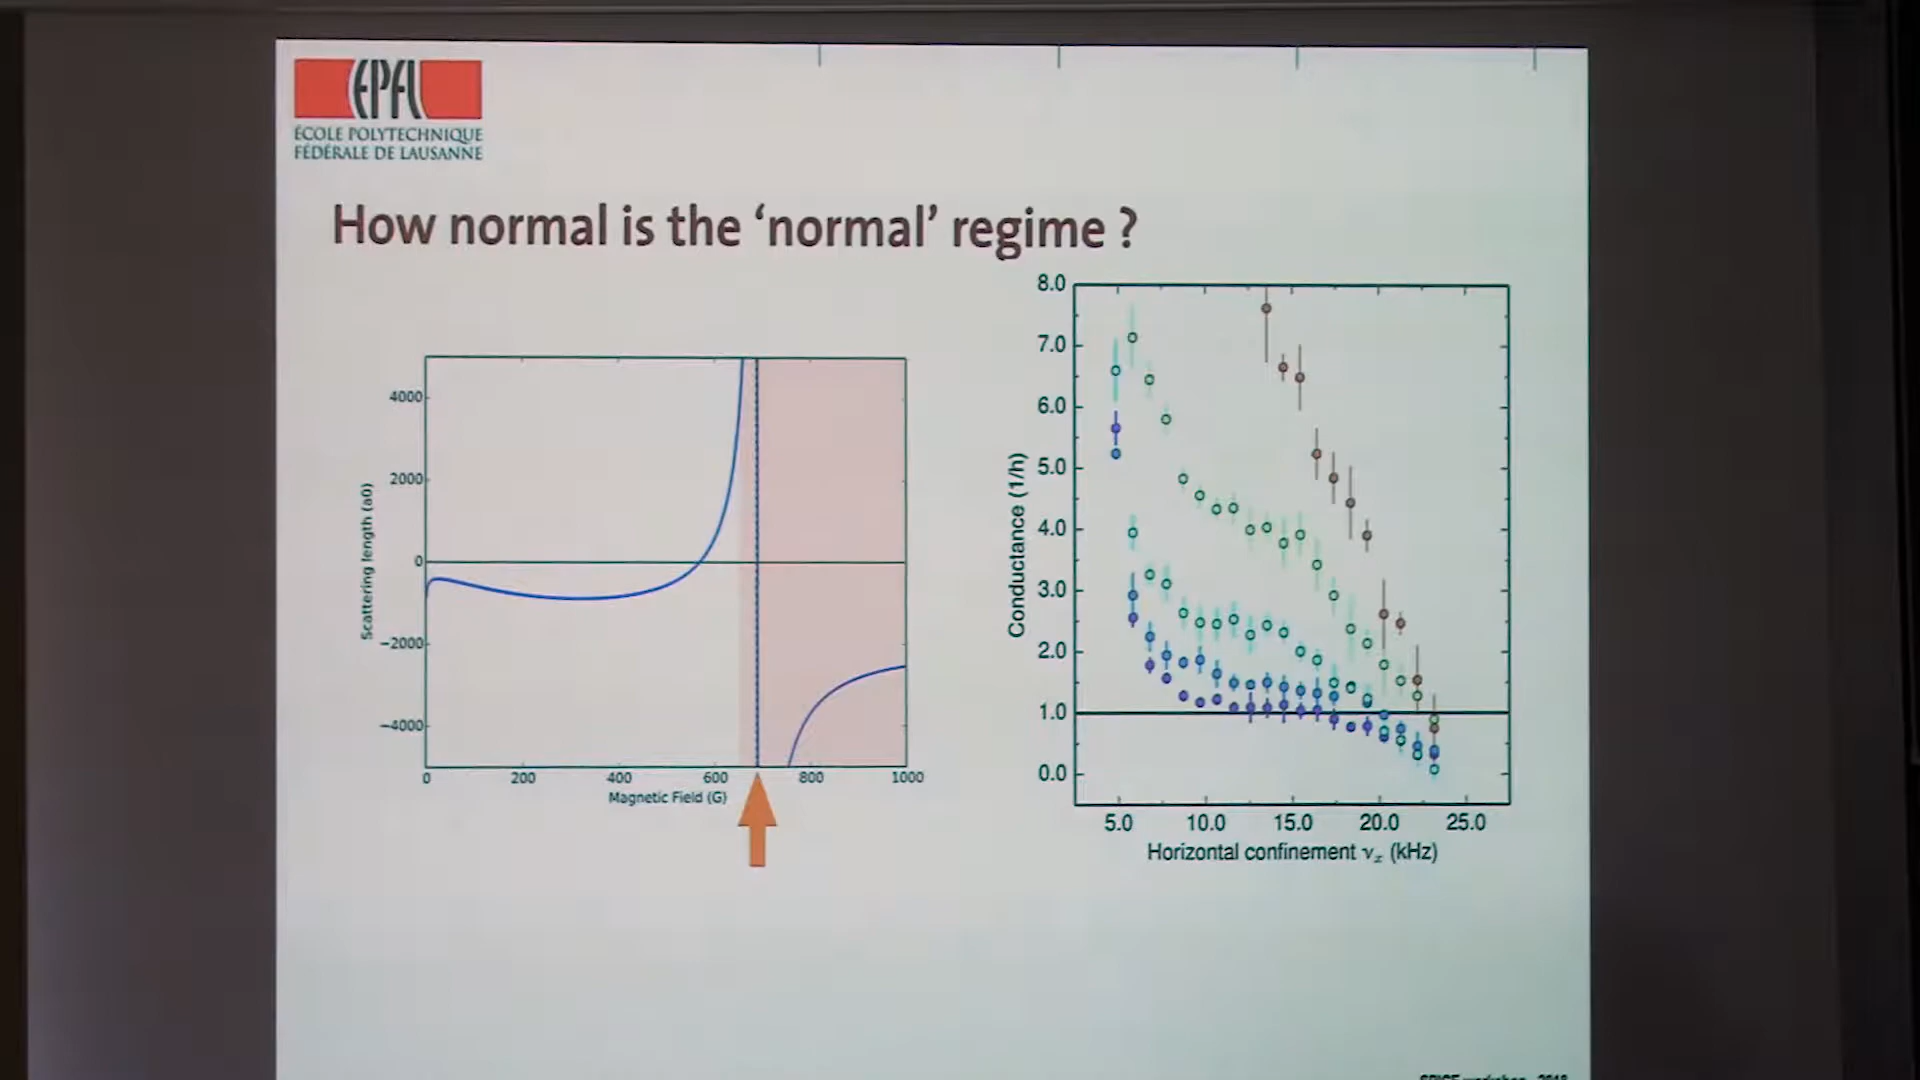 EPFL
ÉCOLE POLYTECHNIQUE
FÉDÉRALE DE LAUSANNE
How normal is the ‘normal’ regime ?
4000
2000
0
−2000
−4000
Scattering length (a0)
0 200 400 600 800 1000
Magnetic Field (G)
8.0
7.0
6.0
5.0
4.0
3.0
2.0
1.0
0.0
Conductance (1/h)
5.0 10.0 15.0 20.0 25.0
Horizontal confinement νx (kHz)